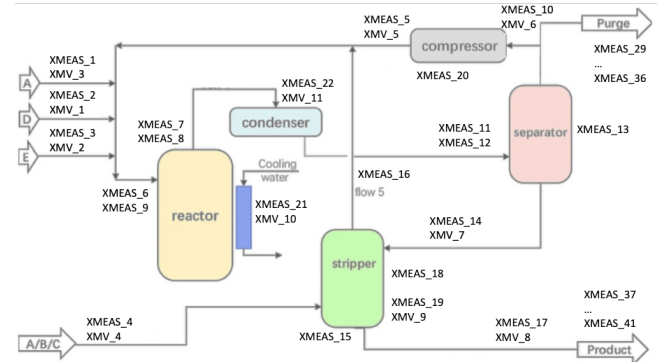 XMEAS_10
XMV_6
Purge
XMEAS_5
XMV_5
compressor
XMEAS_20
XMEAS_29
...
XMEAS_36
XMEAS_1
XMV_3
A
XMEAS_2
XMV_1
D
XMEAS_3
XMV_2
E
XMEAS_22
XMV_11
condenser
XMEAS_7
XMEAS_8
XMEAS_11
XMEAS_12
separator
XMEAS_13
Cooling
water
XMEAS_16
flow 5
XMEAS_6
XMEAS_9
reactor
XMEAS_21
XMV_10
XMEAS_14
XMV_7
stripper
XMEAS_18
XMEAS_19
XMV_9
XMEAS_15
XMEAS_4
XMV_4
A/B/C
XMEAS_17
XMV_8
XMEAS_37
...
XMEAS_41
Product